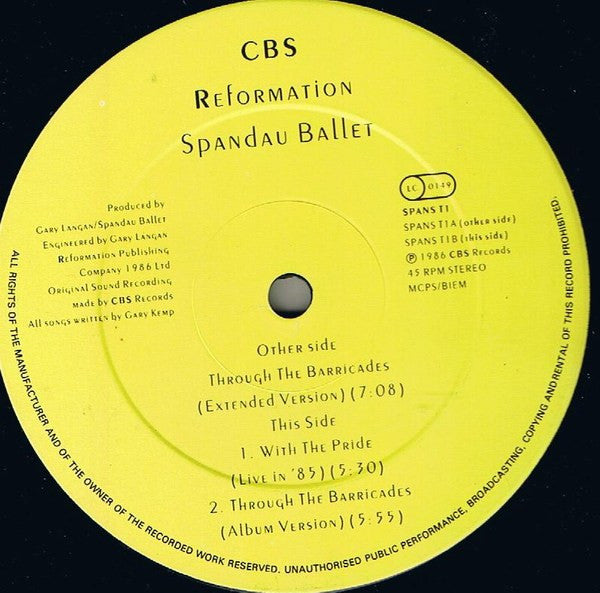 CBS
Reformation
Spandau Ballet
Produced by
Gary Langan/Spandau Ballet
Engineered by Gary Langan
Reformation Publishing
Company 1986 Ltd
Original Sound Recording
made by CBS Records
All songs written by Gary Kemp
LC 0149
SPANS T1
SPANS T1A (other side)
SPANS T1B (this side)
℗ 1986 CBS Records
45 RPM STEREO
MCPS/BIEM
Other side
Through The Barricades
(Extended Version) (7:08)
This Side
1. With The Pride
(Live in '85) (5:30)
2. Through The Barricades
(Album Version) (5:55)
ALL RIGHTS OF THE MANUFACTURER AND OF THE OWNER OF THE RECORDED WORK RESERVED. UNAUTHORISED PUBLIC PERFORMANCE, BROADCASTING, COPYING AND RENTAL OF THIS RECORD PROHIBITED.